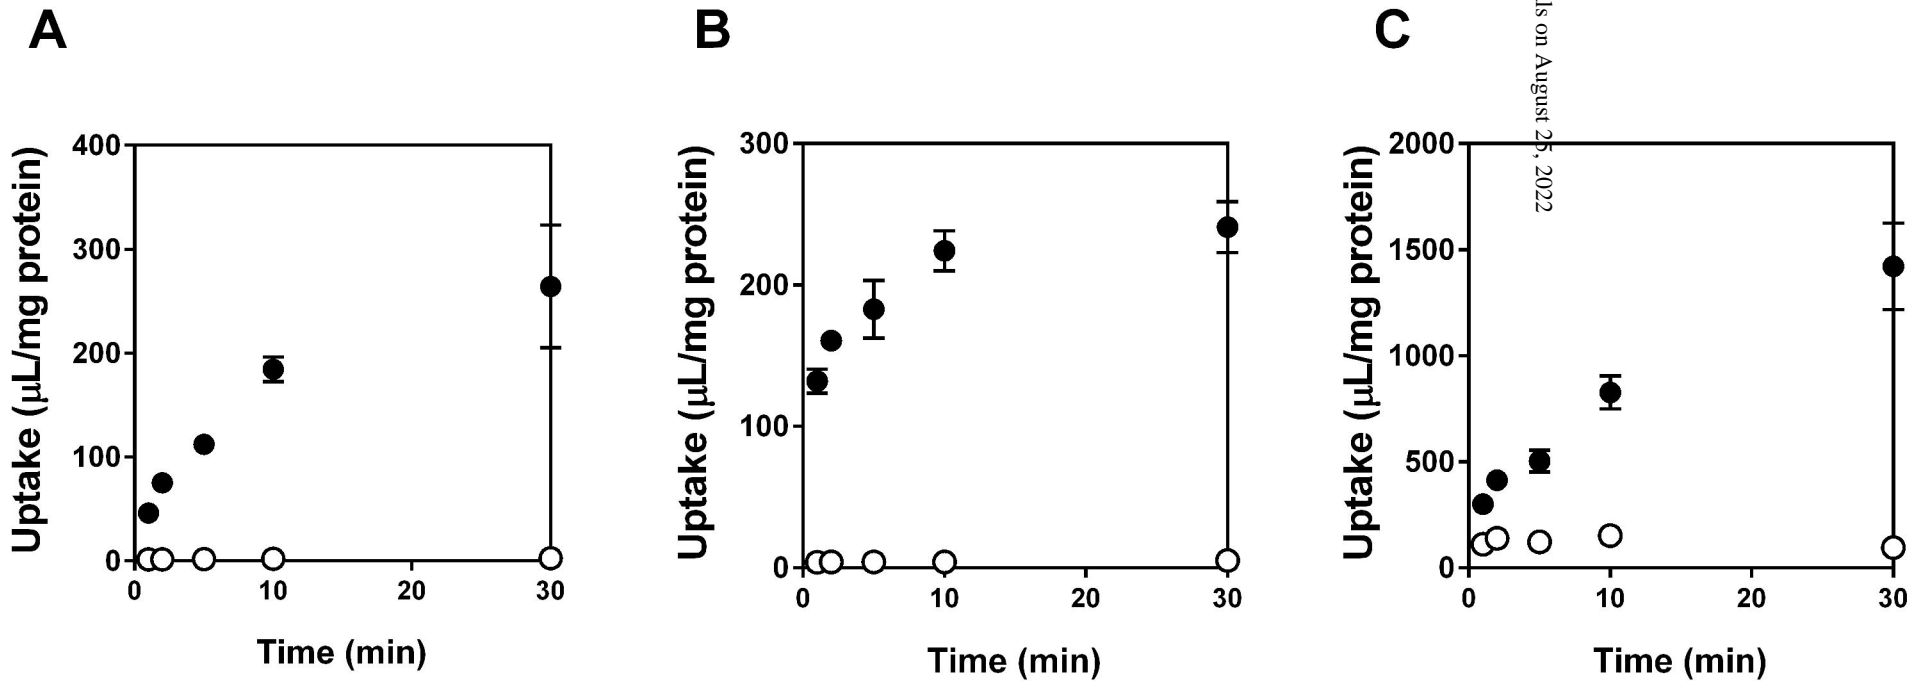 A
Uptake (μL/mg protein)
400
300
200
100
0
0 10 20 30
Time (min)
B
Uptake (μL/mg protein)
300
200
100
0
0 10 20 30
Time (min)
C
ls on August 25, 2022
Uptake (μL/mg protein)
2000
1500
1000
500
0
0 10 20 30
Time (min)